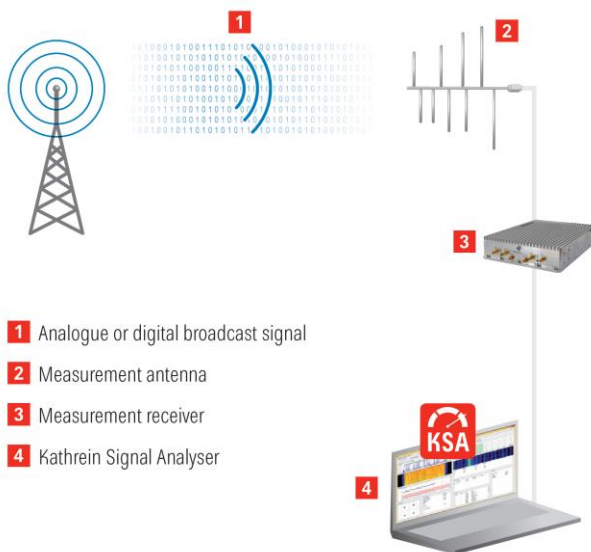 1
2
3
1 Analogue or digital broadcast signal
2 Measurement antenna
3 Measurement receiver
4 Kathrein Signal Analyser
KSA
4